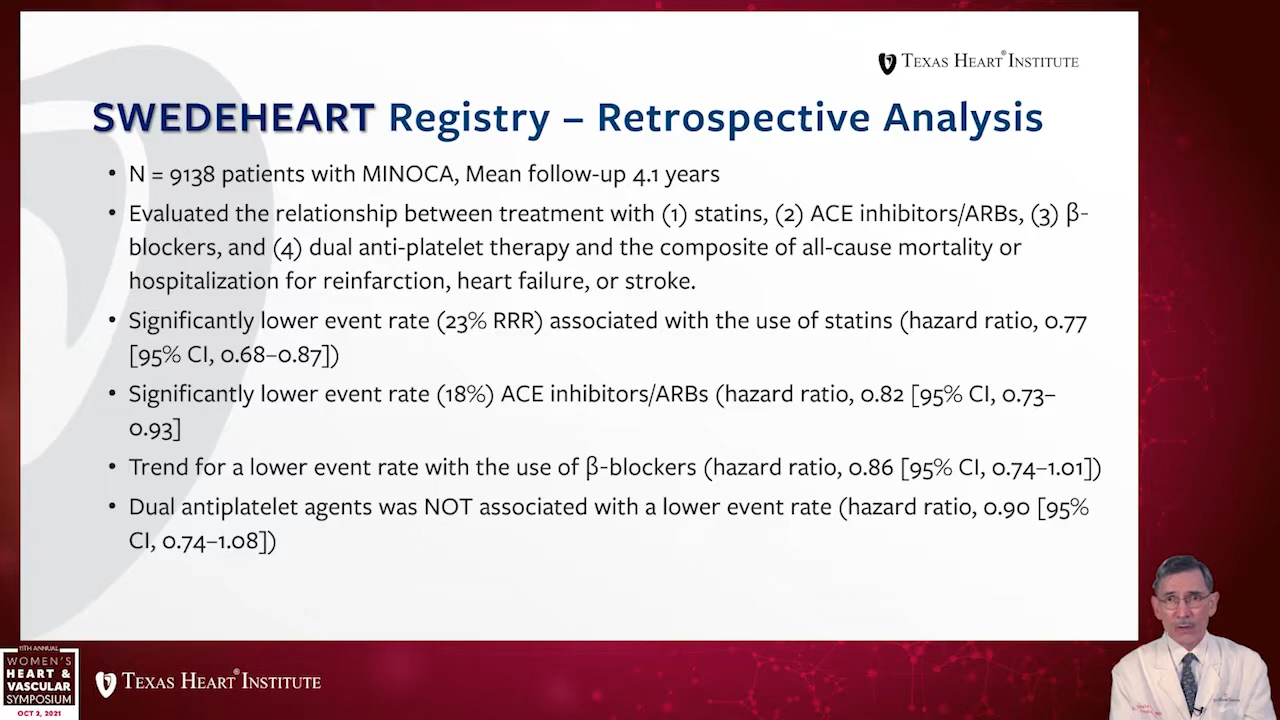 TEXAS HEART® INSTITUTE
SWEDEHEART Registry – Retrospective Analysis
• N = 9138 patients with MINOCA, Mean follow-up 4.1 years
• Evaluated the relationship between treatment with (1) statins, (2) ACE inhibitors/ARBs, (3) β-
blockers, and (4) dual anti-platelet therapy and the composite of all-cause mortality or
hospitalization for reinfarction, heart failure, or stroke.
• Significantly lower event rate (23% RRR) associated with the use of statins (hazard ratio, 0.77
[95% CI, 0.68–0.87])
• Significantly lower event rate (18%) ACE inhibitors/ARBs (hazard ratio, 0.82 [95% CI, 0.73–
0.93]
• Trend for a lower event rate with the use of β-blockers (hazard ratio, 0.86 [95% CI, 0.74–1.01])
• Dual antiplatelet agents was NOT associated with a lower event rate (hazard ratio, 0.90 [95%
CI, 0.74–1.08])
11TH ANNUAL
WOMEN'S
HEART &
VASCULAR
SYMPOSIUM
OCT 2, 2021
TEXAS HEART® INSTITUTE